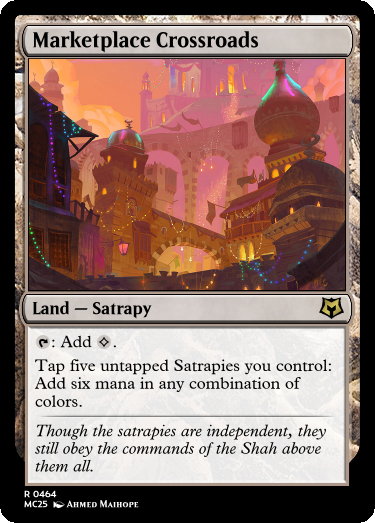 Marketplace Crossroads
Land — Satrapy
: Add .
Tap five untapped Satrapies you control:
Add six mana in any combination of
colors.
Though the satrapies are independent, they
still obey the commands of the Shah above
them all.
R 0464
MC25 Ahmed Maihope